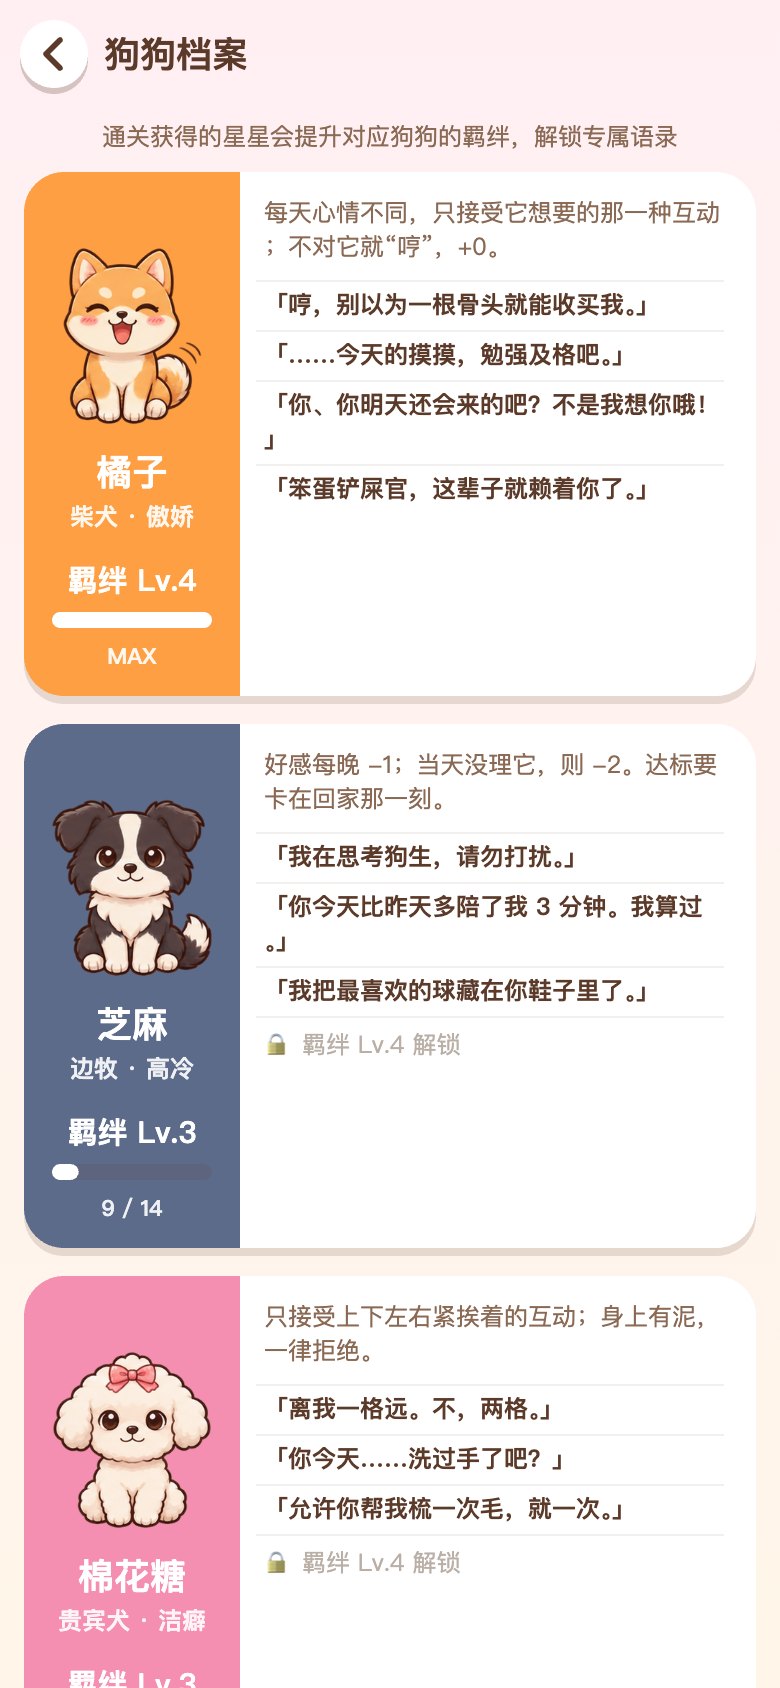 狗狗档案
通关获得的星星会提升对应狗狗的羁绊，解锁专属语录
橘子
柴犬 · 傲娇
羁绊 Lv.4
MAX
每天心情不同，只接受它想要的那一种互动
；不对它就“哼”，+0。
「哼，别以为一根骨头就能收买我。」
「……今天的摸摸，勉强及格吧。」
「你、你明天还会来的吧？不是我想你哦！
」
「笨蛋铲屎官，这辈子就赖着你了。」
芝麻
边牧 · 高冷
羁绊 Lv.3
9 / 14
好感每晚 −1；当天没理它，则 −2。达标要
卡在回家那一刻。
「我在思考狗生，请勿打扰。」
「你今天比昨天多陪了我 3 分钟。我算过
。」
「我把最喜欢的球藏在你鞋子里了。」
羁绊 Lv.4 解锁
棉花糖
贵宾犬 · 洁癖
羁绊 Lv.3
只接受上下左右紧挨着的互动；身上有泥，
一律拒绝。
「离我一格远。不，两格。」
「你今天……洗过手了吧？」
「允许你帮我梳一次毛，就一次。」
羁绊 Lv.4 解锁